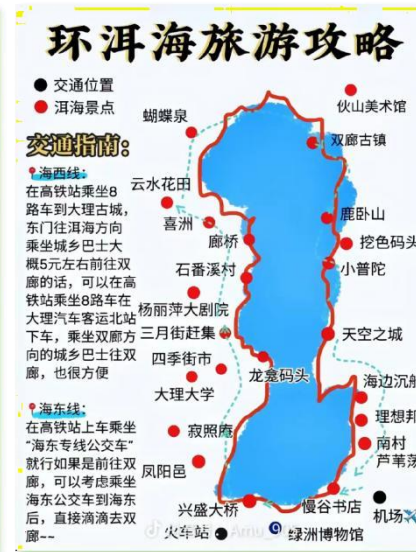 环洱海旅游攻略
交通位置
洱海景点
交通指南：
海西线：
在高铁站乘坐8
路车到大理古城，
东门往洱海方向
乘坐城乡巴士大
概5元左右前往双
廊的话，可以在高
铁站乘坐8路车在
大理汽车客运北站
下车，乘坐双廊方
向的城乡巴士往双
廊，也很方便
海东线：
在高铁站上车乘坐
“海东专线公交车”
就行如果是前往双
廊，可以考虑乘坐
海东公交车到海东
后，直接滴滴去双
廊~~
蝴蝶泉
伙山美术馆
双廊古镇
云水花田
喜洲
鹿卧山
廊桥
挖色码头
石番溪村
小普陀
杨丽萍大剧院
三月街赶集
天空之城
四季街市
龙龛码头
大理大学
海边沉船
理想邦
寂照庵
南村
芦苇荡
凤阳邑
慢谷书店
兴盛大桥
机场
火车站
绿洲博物馆